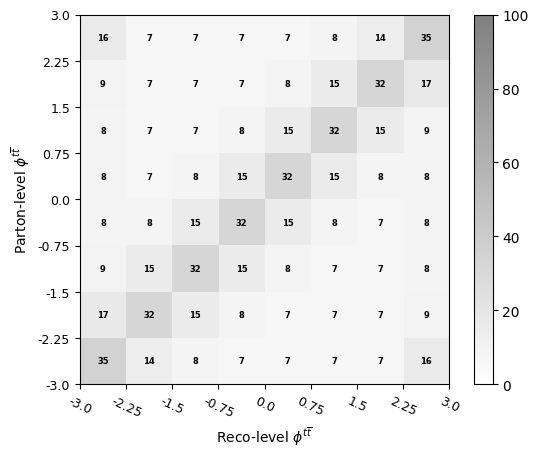 3.0 16 7 7 7 7 8 14 35 100
2.25 9 7 7 7 8 15 32 17 80
1.5 8 7 7 8 15 32 15 9
0.75 8 7 8 15 32 15 8 8 60
0.0 8 8 15 32 15 8 7 8 40
-0.75 9 15 32 15 8 7 7 8
-1.5 17 32 15 8 7 7 7 9 20
-2.25 35 14 8 7 7 7 7 16
-3.0 0
Parton-level ϕ^{tt̅}
-3.0 -2.25 -1.5 -0.75 0.0 0.75 1.5 2.25 3.0
Reco-level ϕ^{tt̅}